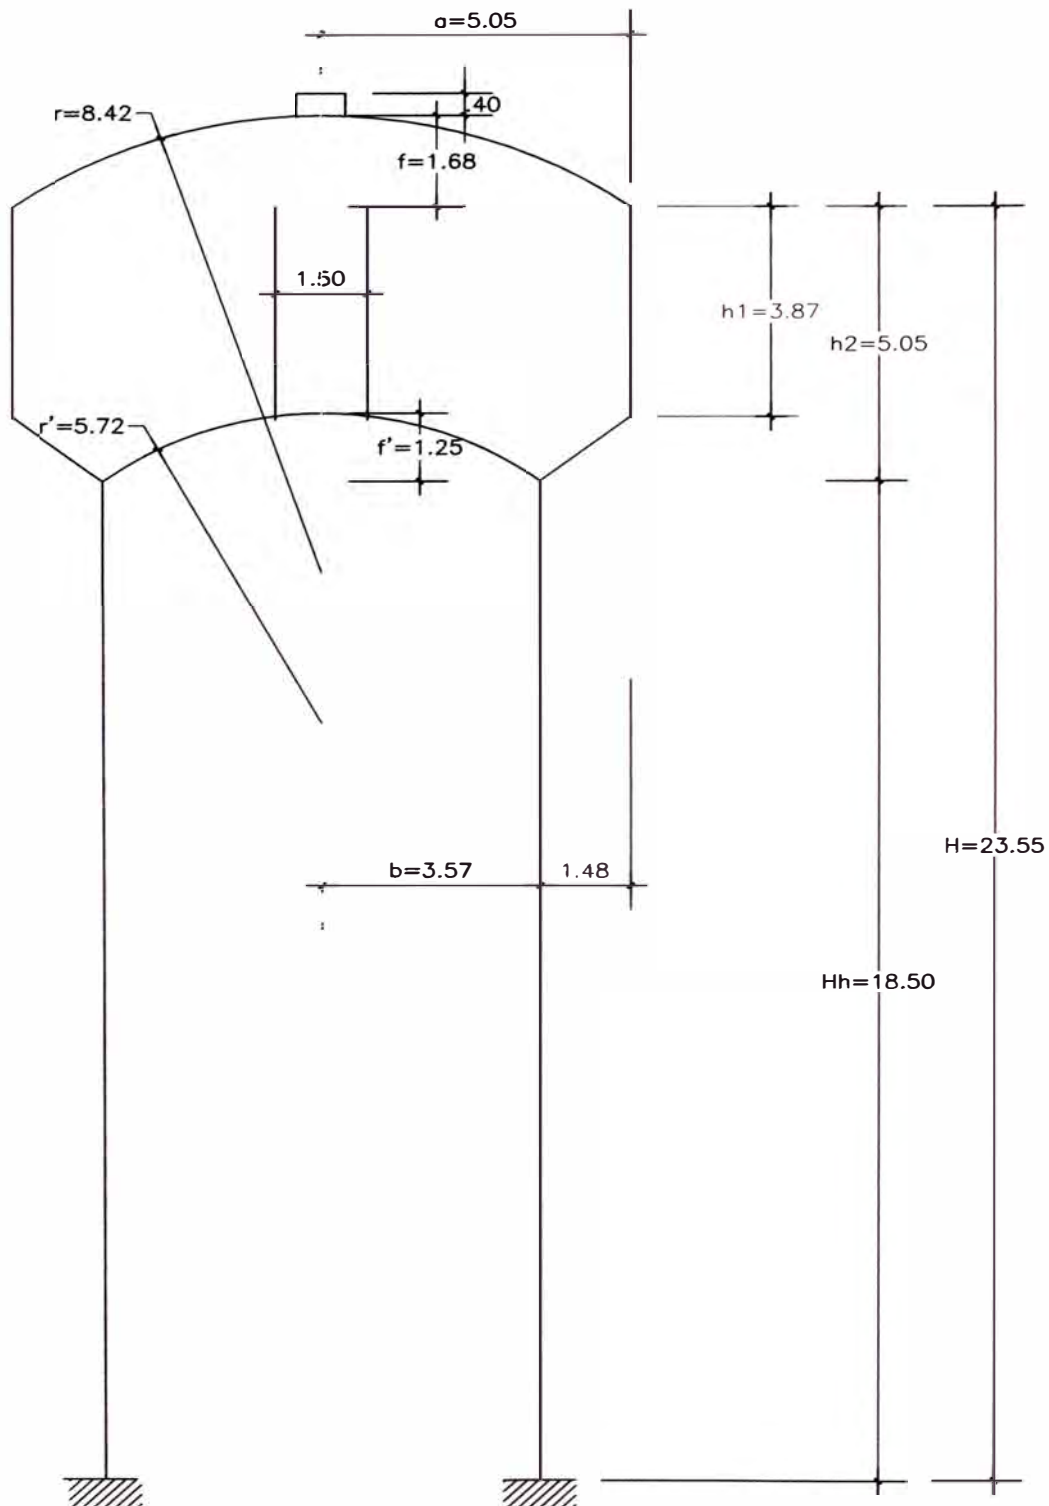 a=5.05
.40
r=8.42
f=1.68
1.50
h1=3.87
h2=5.05
r'=5.72
f'=1.25
H=23.55
b=3.57
1.48
Hh=18.50